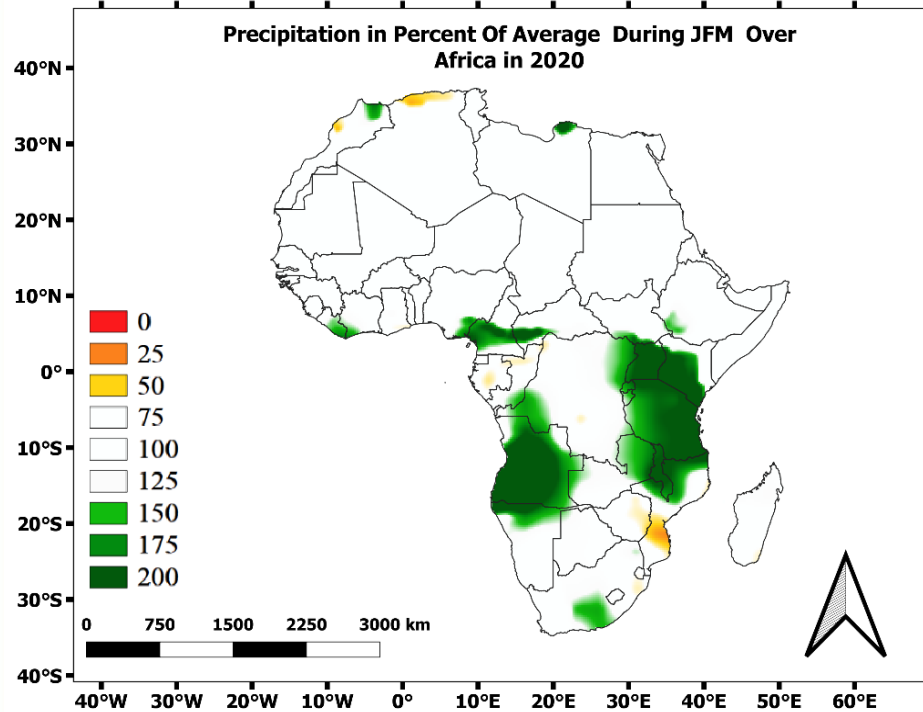 Precipitation in Percent Of Average During JFM Over
Africa in 2020
40°N
30°N
20°N
10°N
0°
10°S
20°S
30°S
40°S
0
25
50
75
100
125
150
175
200
0 750 1500 2250 3000 km
40°W 30°W 20°W 10°W 0° 10°E 20°E 30°E 40°E 50°E 60°E